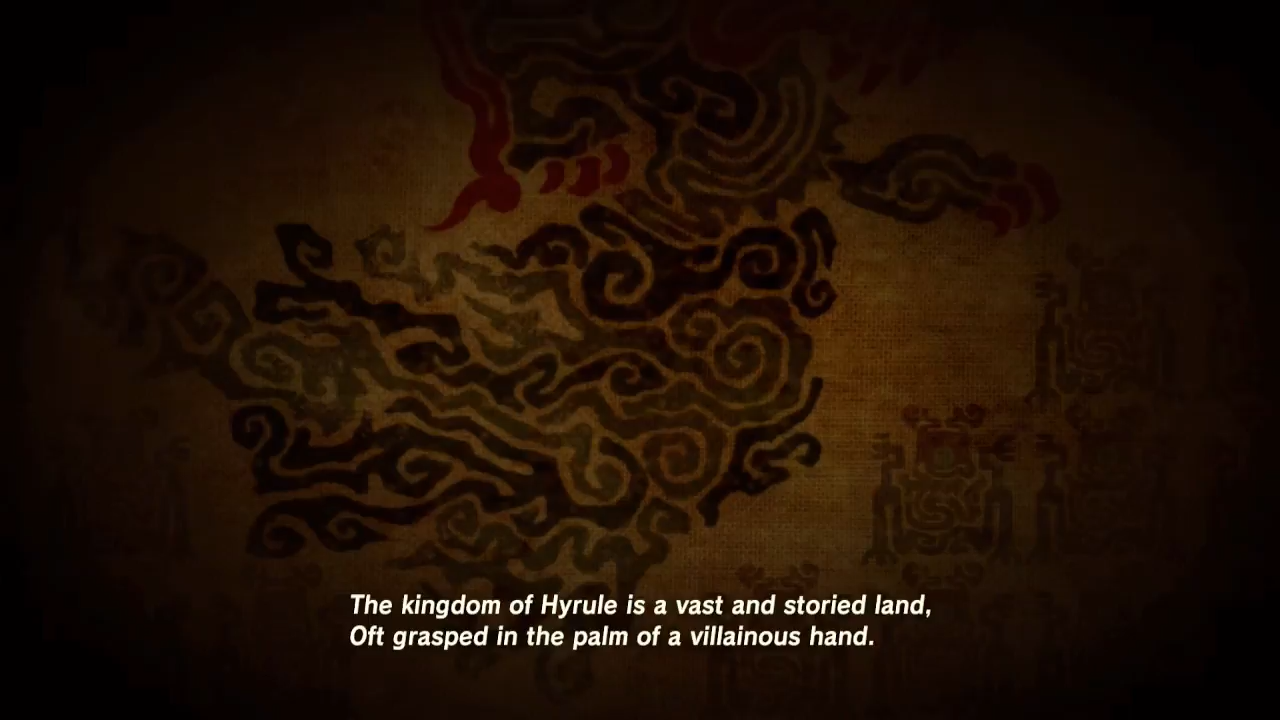 The kingdom of Hyrule is a vast and storied land,
Oft grasped in the palm of a villainous hand.